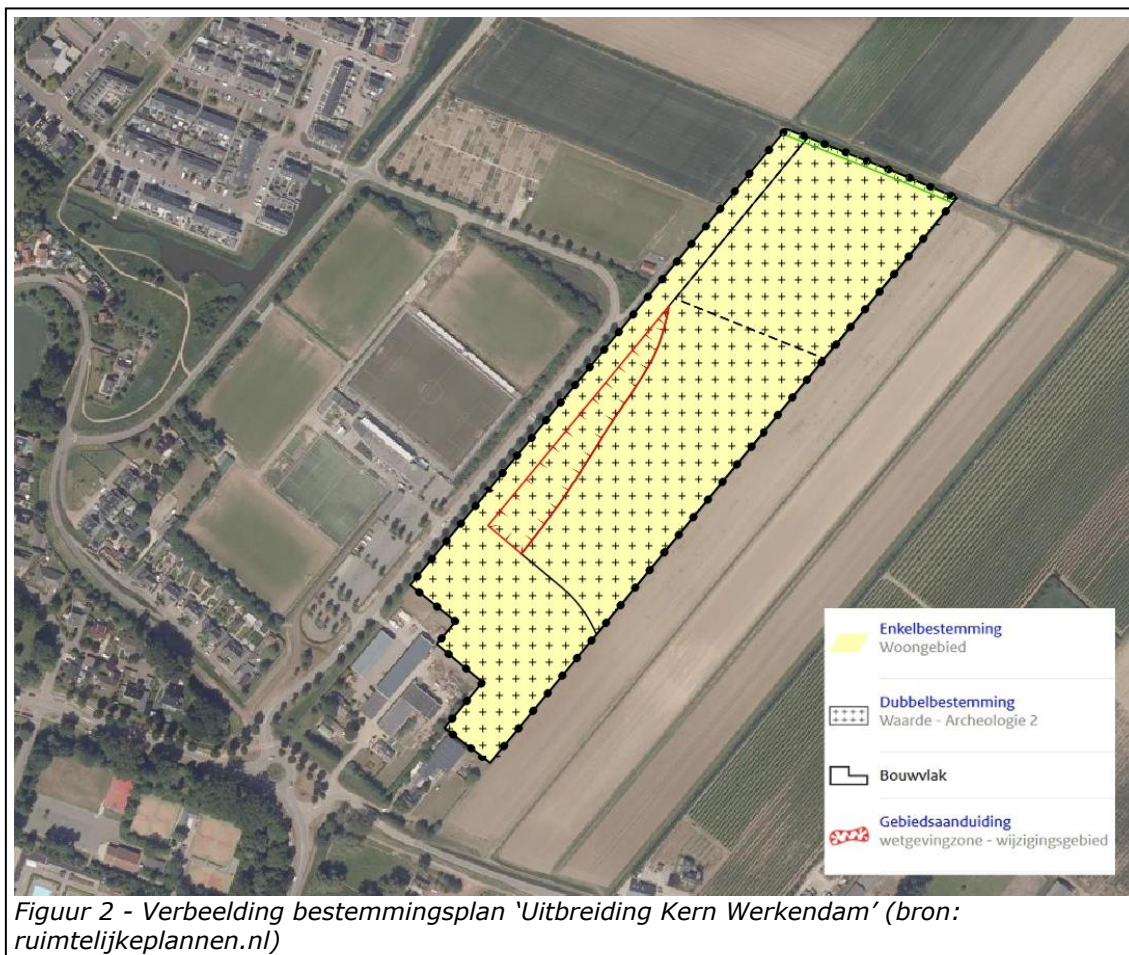 Enkelbestemming
Woongebied
Dubbelbestemming
Waarde - Archeologie 2
Bouwvlak
Gebiedsaanduiding
wetgevingzone - wijzigingsgebied
Figuur 2 - Verbeelding bestemmingsplan ‘Uitbreiding Kern Werkendam’ (bron:
ruimtelijkeplannen.nl)